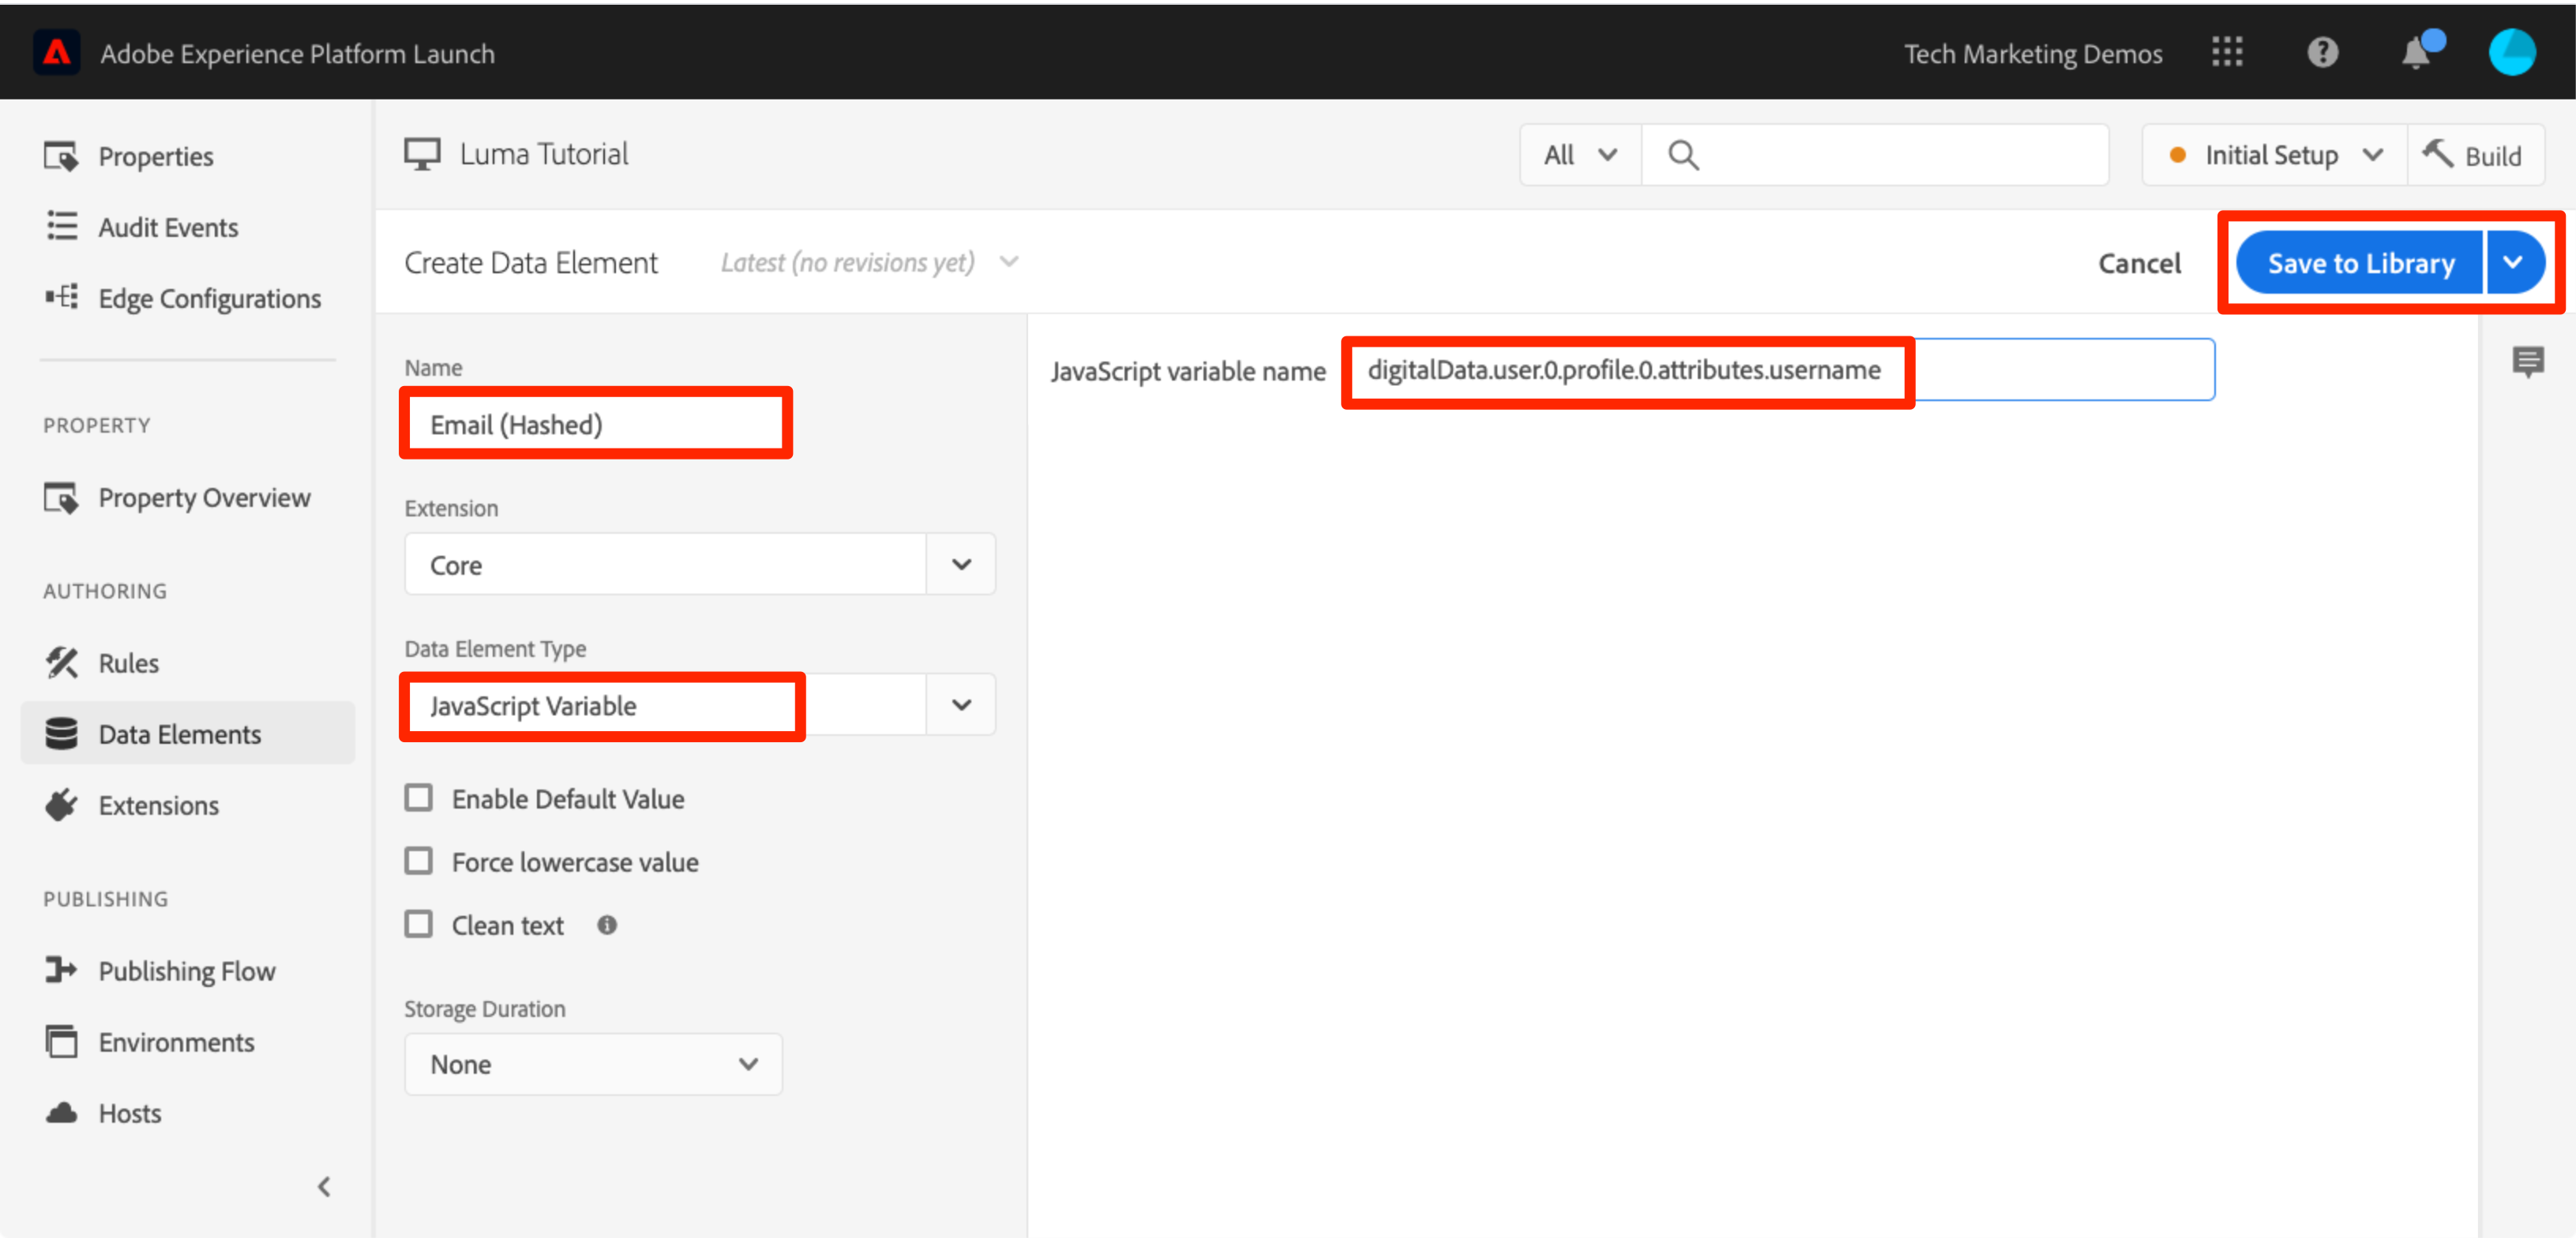 Adobe Experience Platform Launch
Tech Marketing Demos
Properties
Audit Events
Edge Configurations
PROPERTY
Property Overview
AUTHORING
Rules
Data Elements
Extensions
PUBLISHING
Publishing Flow
Environments
Hosts
Luma Tutorial
All
Initial Setup
Build
Create Data Element
Latest (no revisions yet)
Cancel
Save to Library
Name
Email (Hashed)
Extension
Core
Data Element Type
JavaScript Variable
Enable Default Value
Force lowercase value
Clean text
Storage Duration
None
JavaScript variable name
digitalData.user.0.profile.0.attributes.username